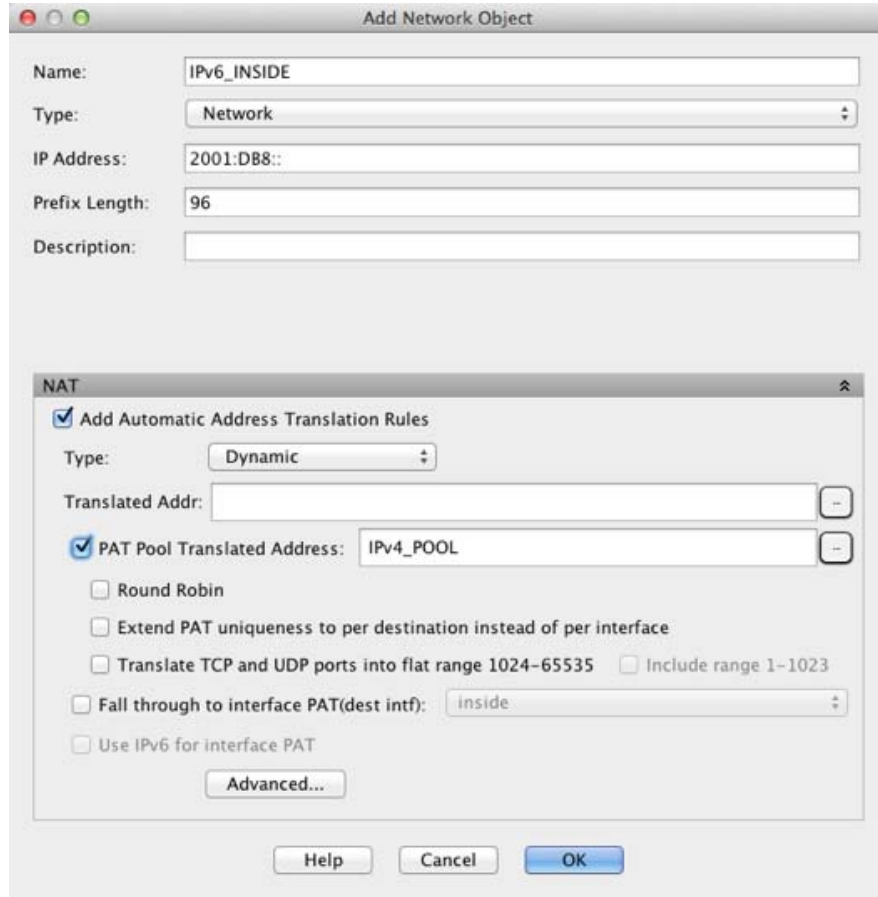 Add Network Object
Name: IPv6_INSIDE
Type: Network
IP Address: 2001:DB8::
Prefix Length: 96
Description:
NAT
Add Automatic Address Translation Rules
Type: Dynamic
Translated Addr:
PAT Pool Translated Address: IPv4_POOL
Round Robin
Extend PAT uniqueness to per destination instead of per interface
Translate TCP and UDP ports into flat range 1024-65535 Include range 1-1023
Fall through to interface PAT(dest intf): inside
Use IPv6 for interface PAT
Advanced...
Help Cancel OK